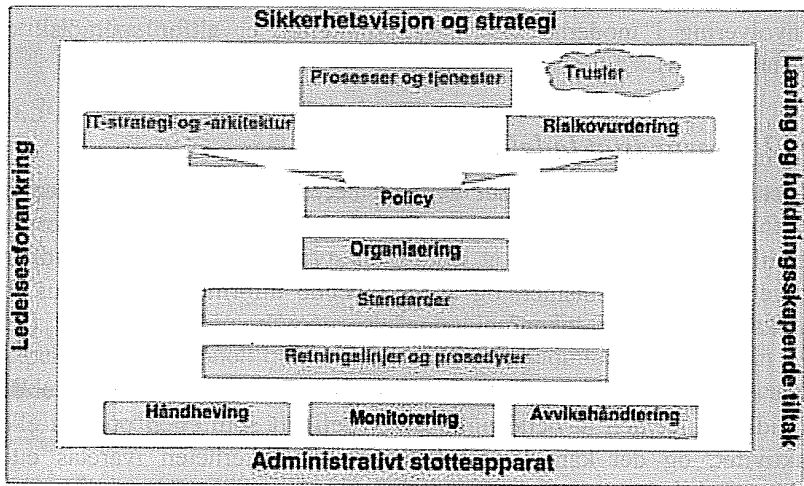 Sikkerhetsvisjon og strategi
Prosesser og tjenester
Trusler
IT-strategi og -arkitektur
Risikovurdering
Policy
Organisering
Standarder
Retningslinjer og prosedyrer
Håndheving
Monitorering
Avvikshåndtering
Administrativt støtteapparat
Ledelsesforankring
Læring og holdningsskapende tiltak